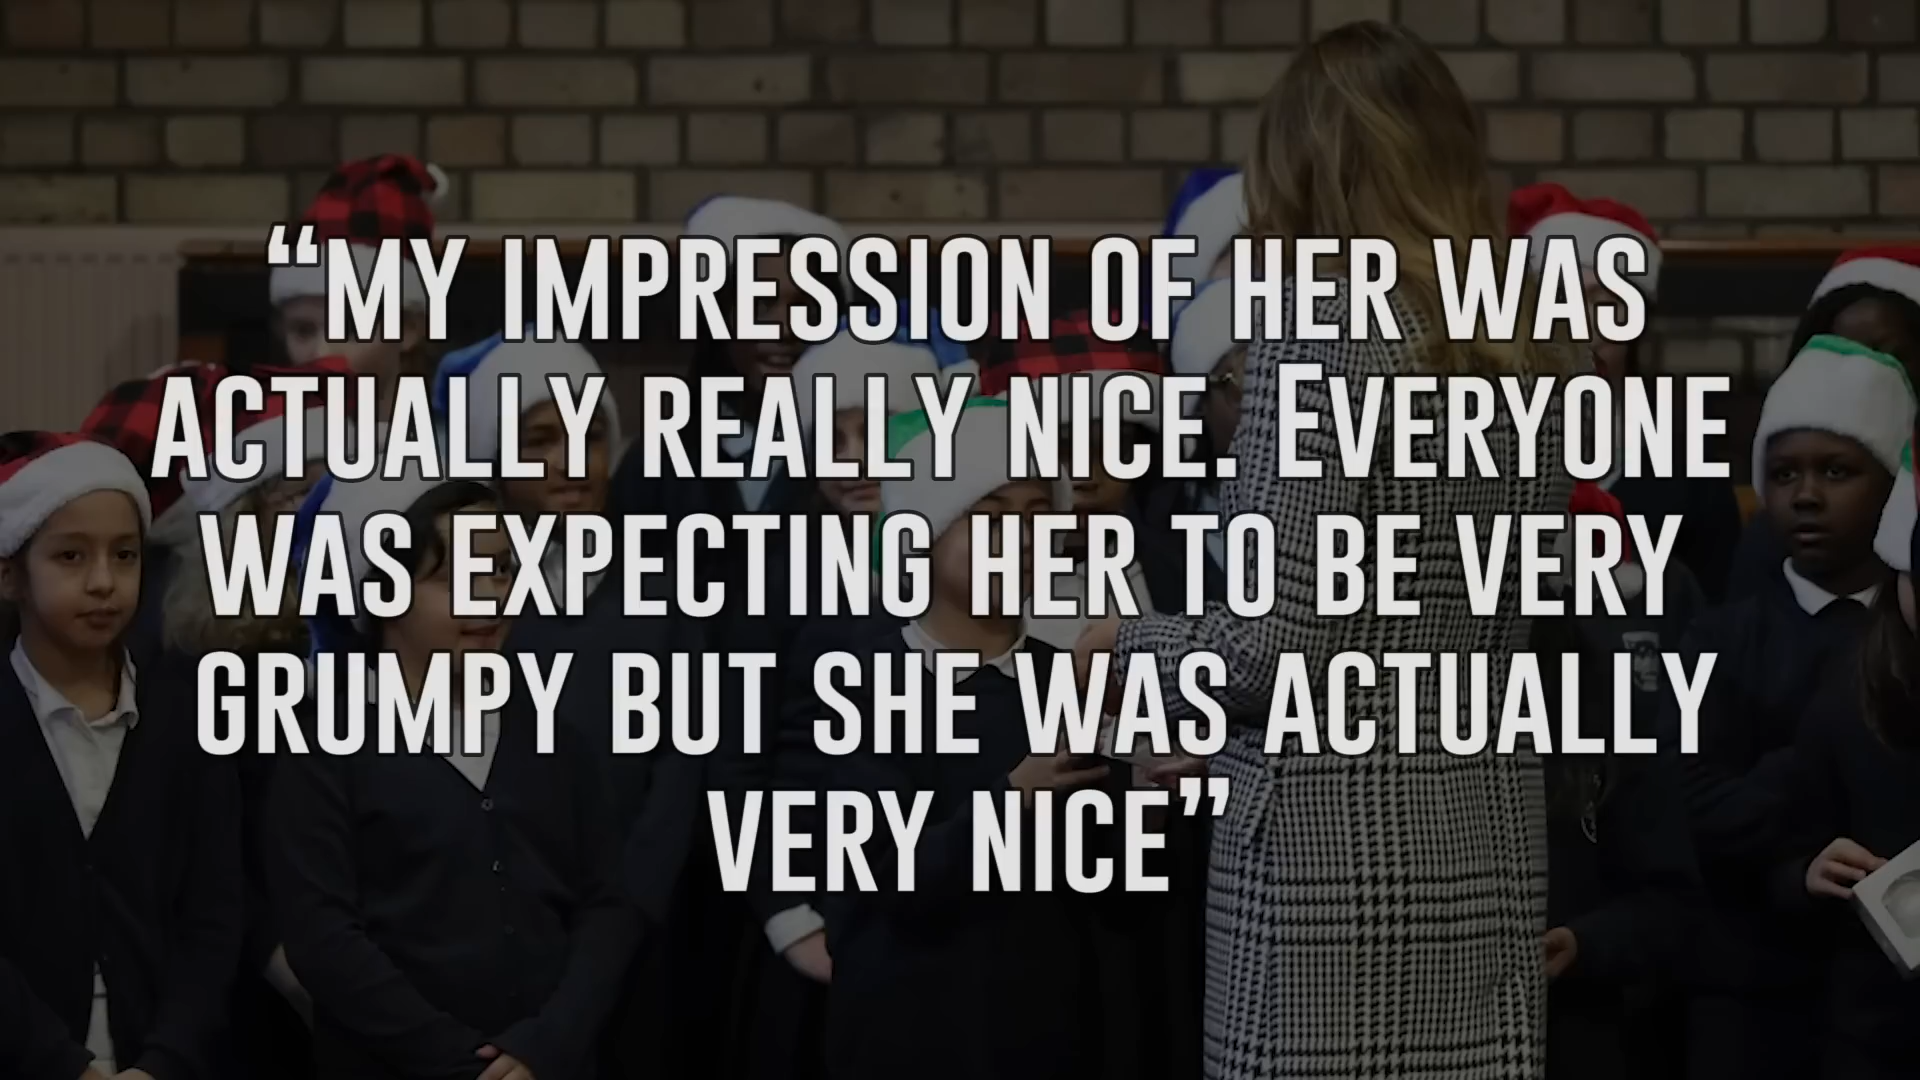 “MY IMPRESSION OF HER WAS
ACTUALLY REALLY NICE. EVERYONE
WAS EXPECTING HER TO BE VERY
GRUMPY BUT SHE WAS ACTUALLY
VERY NICE”